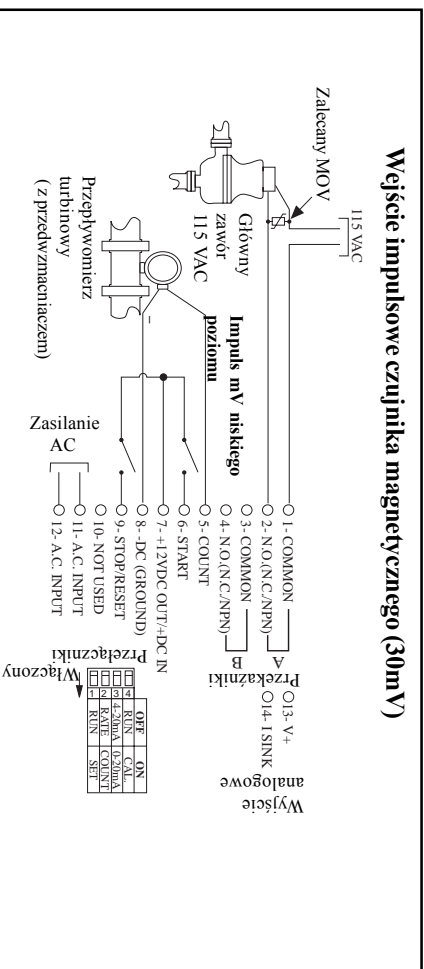 Wejście impulsowe czujnika magnetycznego (30mV)
115 VAC
Zalecany MOV
Główny
zawór
115 VAC
Przepływomierz
turbinowy
( z przedwzmacniaczem)
–
Impuls mV niskiego
poziomu
Zasilanie
AC
1- COMMON
2- N.O.(N.C./NPN)
3- COMMON
4- N.O.(N.C./NPN)
5- COUNT
6- START
7- +12VDC OUT/+DC IN
8- -DC (GROUND)
9- STOP/RESET
10- NOT USED
11- A.C. INPUT
12- A.C. INPUT
A
B
Przekaźniki
13- V+
14- I SINK
Wyjście
analogowe
Przełączniki
Włączony
OFF ON
4 RUN CAL.
3 4-20mA 0-20mA
2 RATE COUNT
1 RUN SET